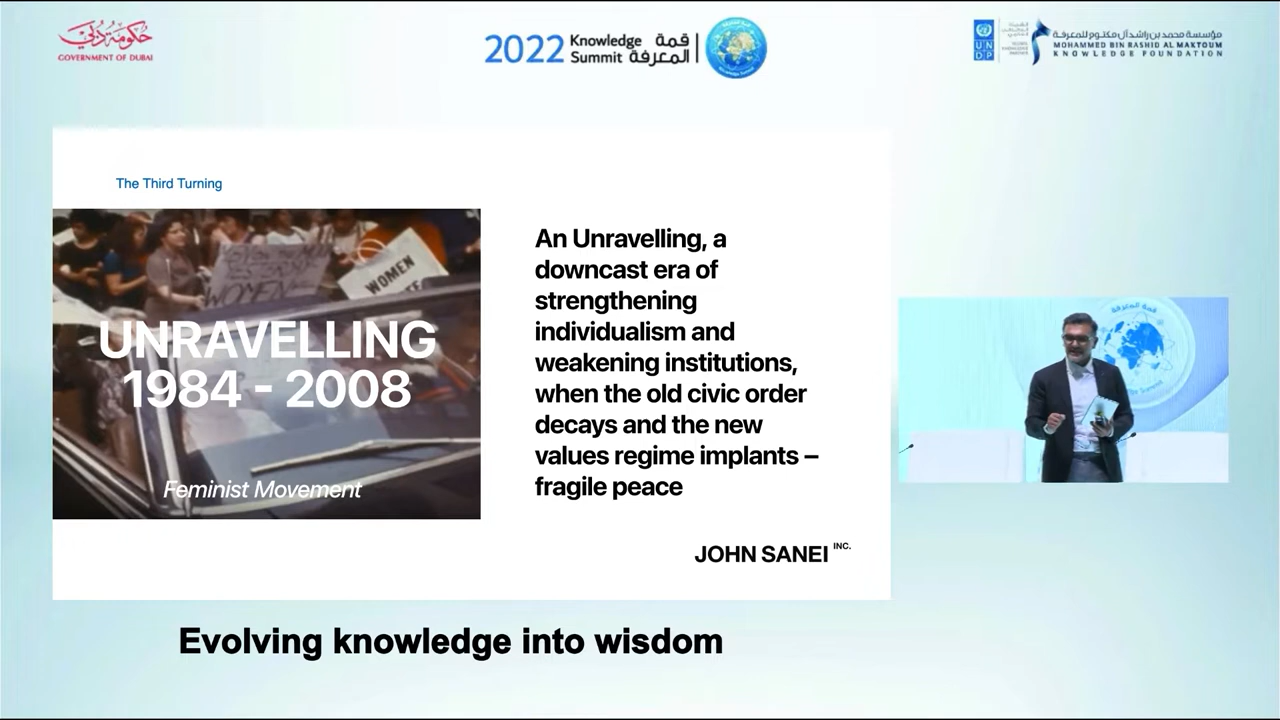 حكومة دبي
GOVERNMENT OF DUBAI
2022 Knowledge Summit
قمة المعرفة
UNDP
مؤسسة محمد بن راشد آل مكتوم للمعرفة
MOHAMMED BIN RASHID AL MAKTOUM
KNOWLEDGE FOUNDATION
The Third Turning
WOMEN
WOMEN
UNRAVELLING
1984 - 2008
Feminist Movement
An Unravelling, a
downcast era of
strengthening
individualism and
weakening institutions,
when the old civic order
decays and the new
values regime implants –
fragile peace
JOHN SANEI INC.
قمة المعرفة
Evolving knowledge into wisdom